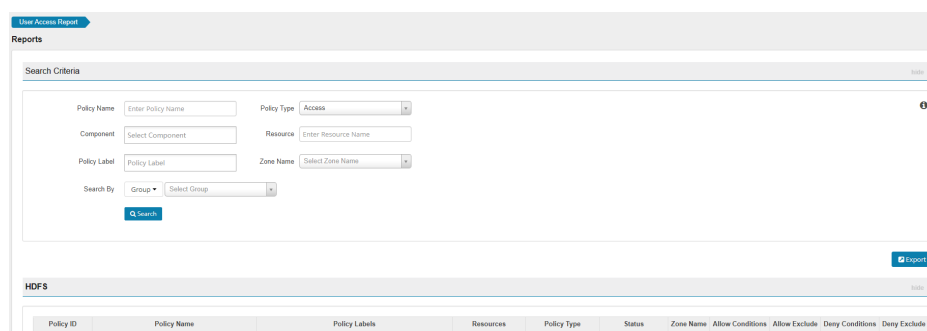 User Access Report
Reports
Search Criteria hide
Policy Name Enter Policy Name Policy Type Access
Component Select Component Resource Enter Resource Name
Policy Label Policy Label Zone Name Select Zone Name
Search By Group Select Group
Search
Export
HDFS hide
Policy ID Policy Name Policy Labels Resources Policy Type Status Zone Name Allow Conditions Allow Exclude Deny Conditions Deny Exclude